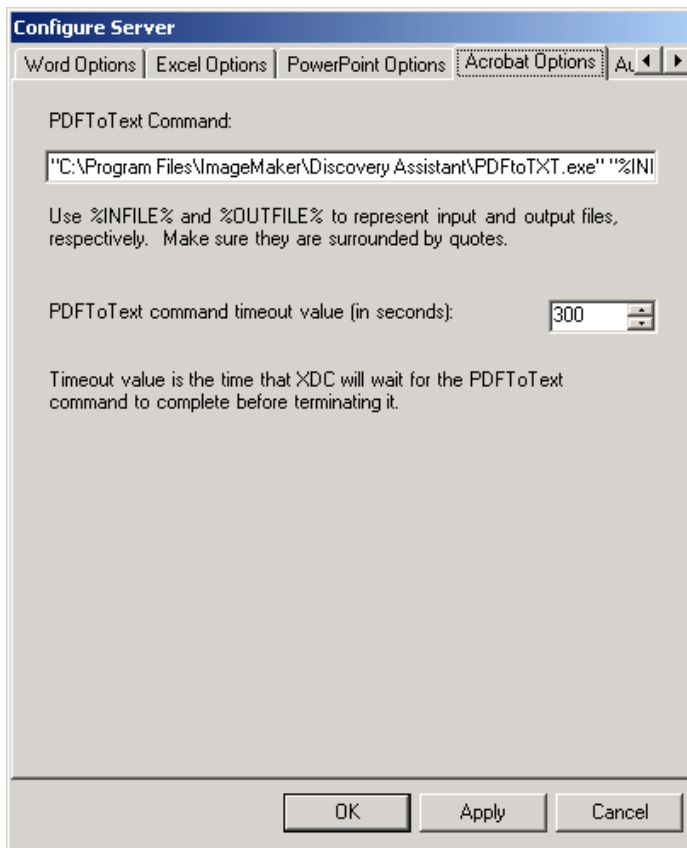 Configure Server
Word Options Excel Options PowerPoint Options Acrobat Options
PDFToText Command:
"C:\Program Files\ImageMaker\Discovery Assistant\PDFtoTXT.exe" "%INI
Use %INFILE% and %OUTFILE% to represent input and output files,
respectively. Make sure they are surrounded by quotes.
PDFToText command timeout value (in seconds): 300
Timeout value is the time that XDC will wait for the PDFToText
command to complete before terminating it.
OK Apply Cancel